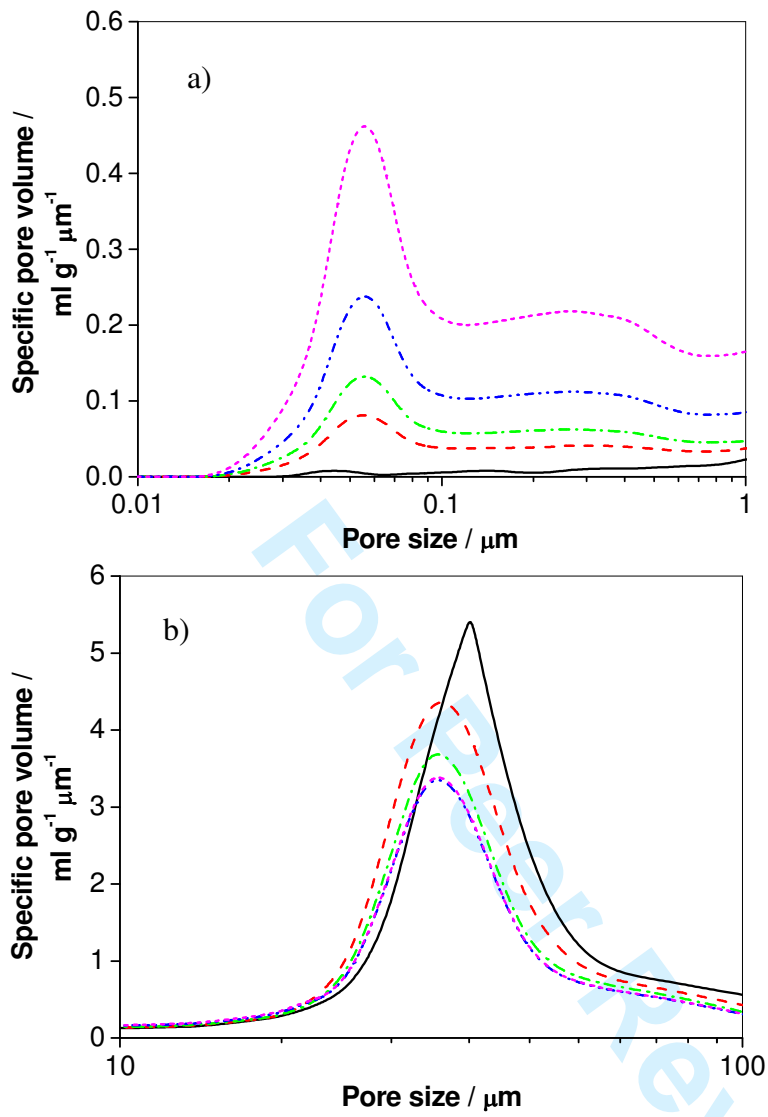 a)
Specific pore volume /
ml g⁻¹ μm⁻¹
0.6
0.5
0.4
0.3
0.2
0.1
0.0
0.01 0.1 1
Pore size / μm
b)
Specific pore volume /
ml g⁻¹ μm⁻¹
6
5
4
3
2
1
0
10 100
Pore size / μm
For Peer Rev